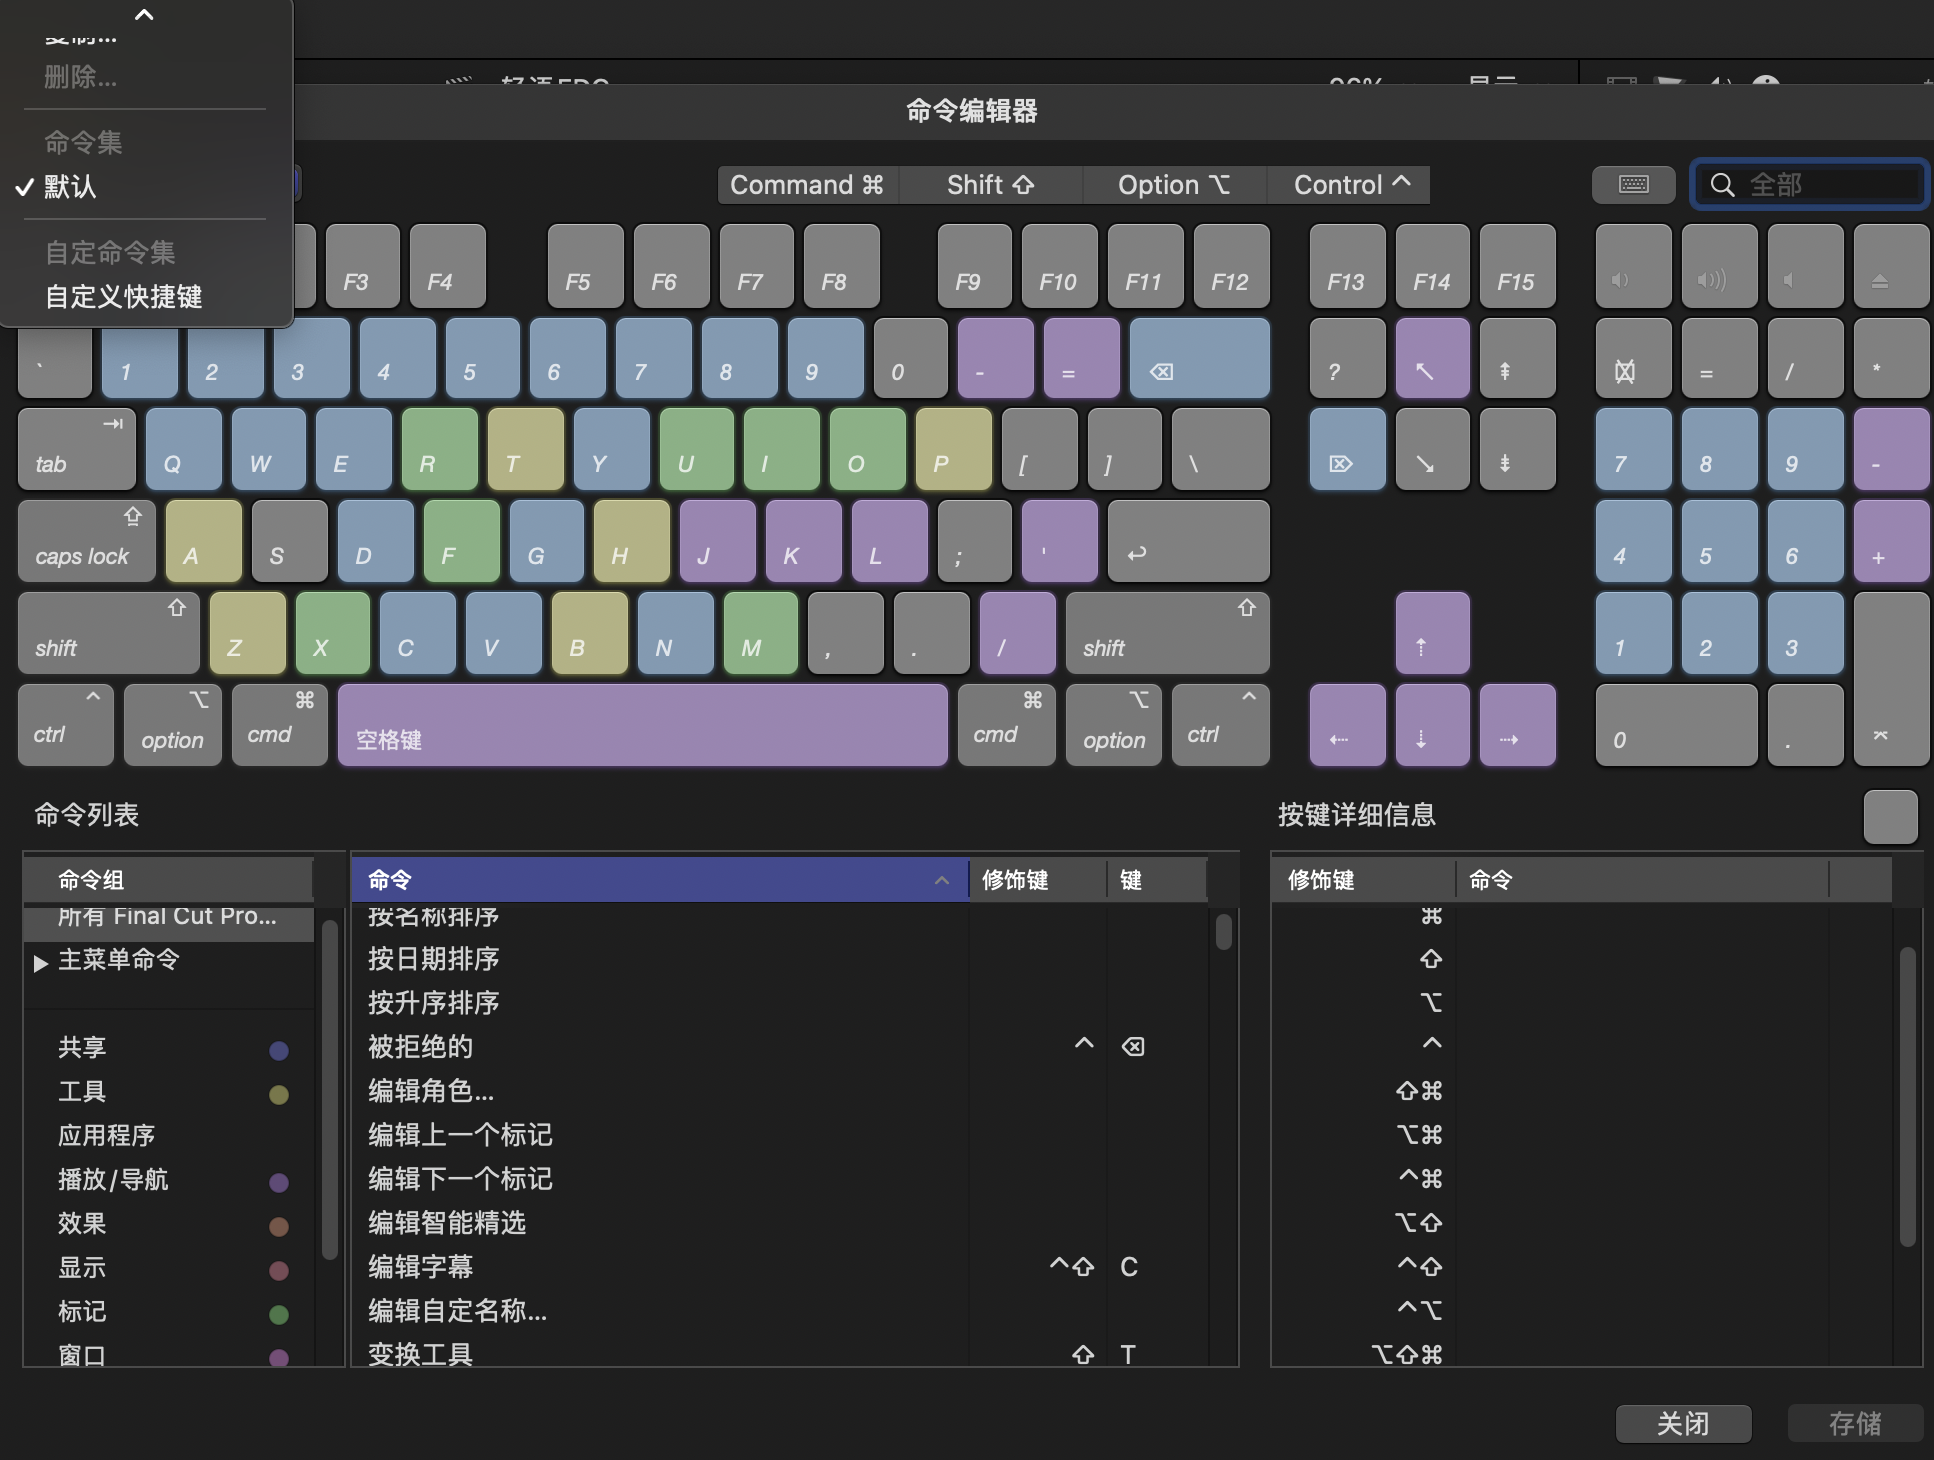 复制...
删除...
命令集
✓ 默认
自定命令集
自定义快捷键
96%
显示
命令编辑器
Command ⌘ Shift ⇧ Option ⌥ Control ^
全部
F3 F4 F5 F6 F7 F8 F9 F10 F11 F12 F13 F14 F15
` 1 2 3 4 5 6 7 8 9 0 - = ⌫ ? ↖ ⇞ = / *
tab ⇥ Q W E R T Y U I O P [ ] \ ⌦ ↘ ⇟ 7 8 9 -
caps lock ⇪ A S D F G H J K L ; ' ↩ 4 5 6 +
shift ⇧ Z X C V B N M , . / shift ⇧ ⇡ 1 2 3
ctrl ^ option ⌥ cmd ⌘ 空格键 cmd ⌘ option ⌥ ctrl ^ ⇠ ⇣ ⇢ 0 . ⌤
命令列表
命令组
所有 Final Cut Pro...
▶ 主菜单命令
共享
工具
应用程序
播放/导航
效果
显示
标记
窗口
命令 修饰键 键
按名称排序
按日期排序
按升序排序
被拒绝的 ^ ⌫
编辑角色...
编辑上一个标记
编辑下一个标记
编辑智能精选
编辑字幕 ^⇧ C
编辑自定名称...
变换工具 ⇧ T
按键详细信息
修饰键 命令
⌘
⇧
⌥
^
⇧⌘
⌥⌘
^⌘
⌥⇧
^⇧
^⌥
⌥⇧⌘
关闭 存储